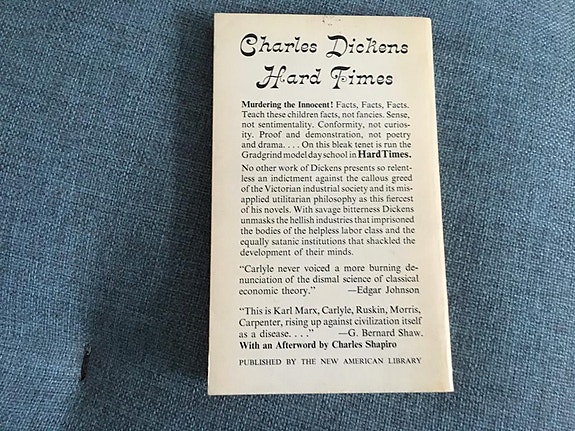 Charles Dickens
Hard Times
Murdering the Innocent! Facts, Facts, Facts.
Teach these children facts, not fancies. Sense,
not sentimentality. Conformity, not curios-
ity. Proof and demonstration, not poetry
and drama. . . . On this bleak tenet is run the
Gradgrind model day school in Hard Times.
No other work of Dickens presents so relent-
less an indictment against the callous greed
of the Victorian industrial society and its mis-
applied utilitarian philosophy as this fiercest
of his novels. With savage bitterness Dickens
unmasks the hellish industries that imprisoned
the bodies of the helpless labor class and the
equally satanic institutions that shackled the
development of their minds.
“Carlyle never voiced a more burning de-
nunciation of the dismal science of classical
economic theory.” —Edgar Johnson
“This is Karl Marx, Carlyle, Ruskin, Morris,
Carpenter, rising up against civilization itself
as a disease. . . .” —G. Bernard Shaw.
With an Afterword by Charles Shapiro
PUBLISHED BY THE NEW AMERICAN LIBRARY